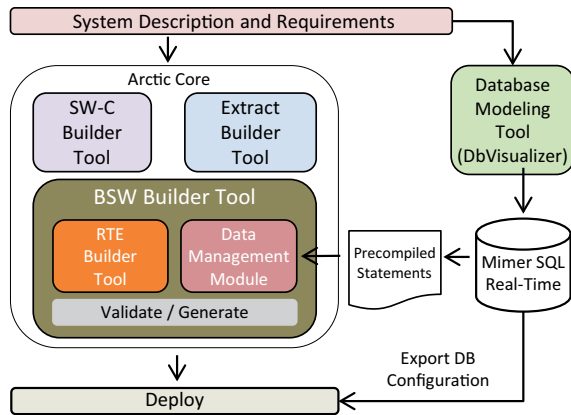 System Description and Requirements
Arctic Core
SW-C
Builder
Tool
Extract
Builder
Tool
Database
Modeling
Tool
(DbVisualizer)
BSW Builder Tool
RTE
Builder
Tool
Data
Management
Module
Validate / Generate
Precompiled
Statements
Mimer SQL
Real-Time
Export DB
Configuration
Deploy